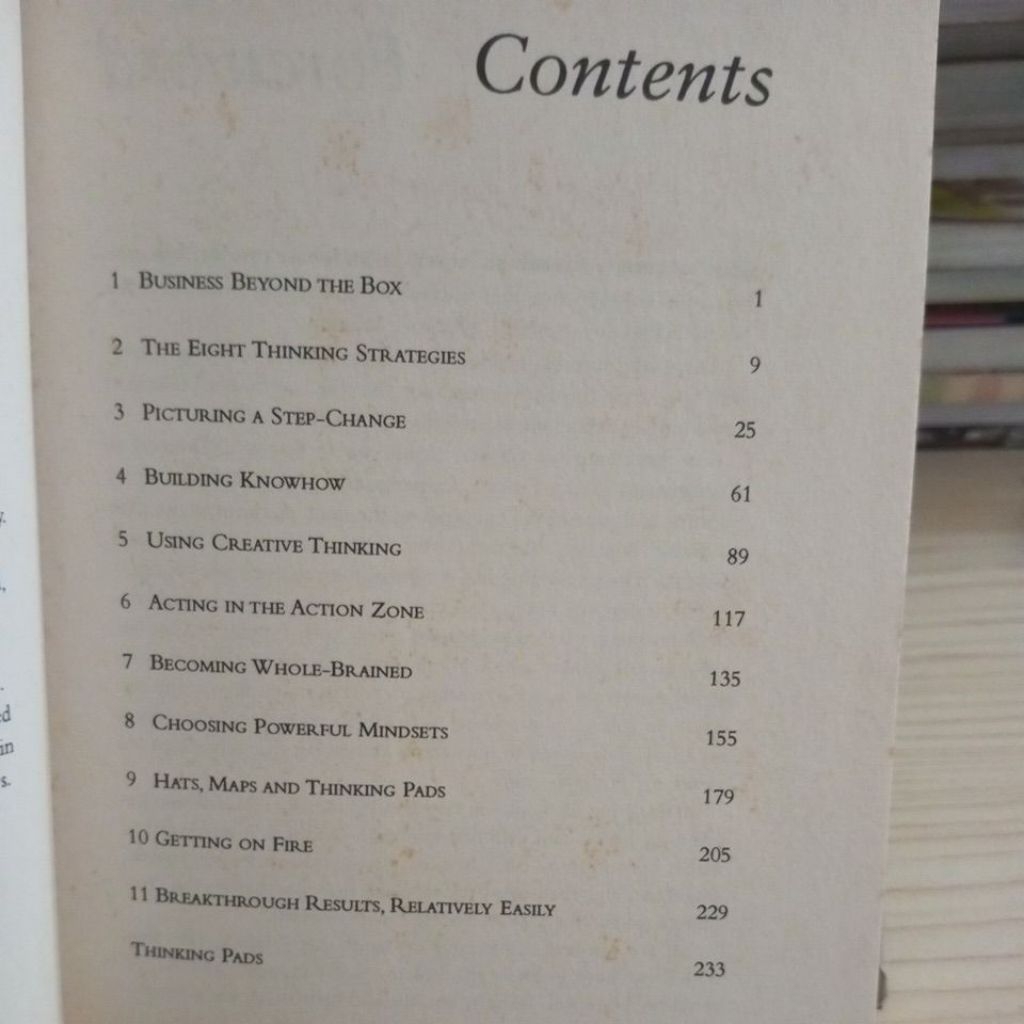 Contents
1 BUSINESS BEYOND THE BOX 1
2 THE EIGHT THINKING STRATEGIES 9
3 PICTURING A STEP-CHANGE 25
4 BUILDING KNOWHOW 61
5 USING CREATIVE THINKING 89
6 ACTING IN THE ACTION ZONE 117
7 BECOMING WHOLE-BRAINED 135
8 CHOOSING POWERFUL MINDSETS 155
9 HATS, MAPS AND THINKING PADS 179
10 GETTING ON FIRE 205
11 BREAKTHROUGH RESULTS, RELATIVELY EASILY 229
THINKING PADS 233